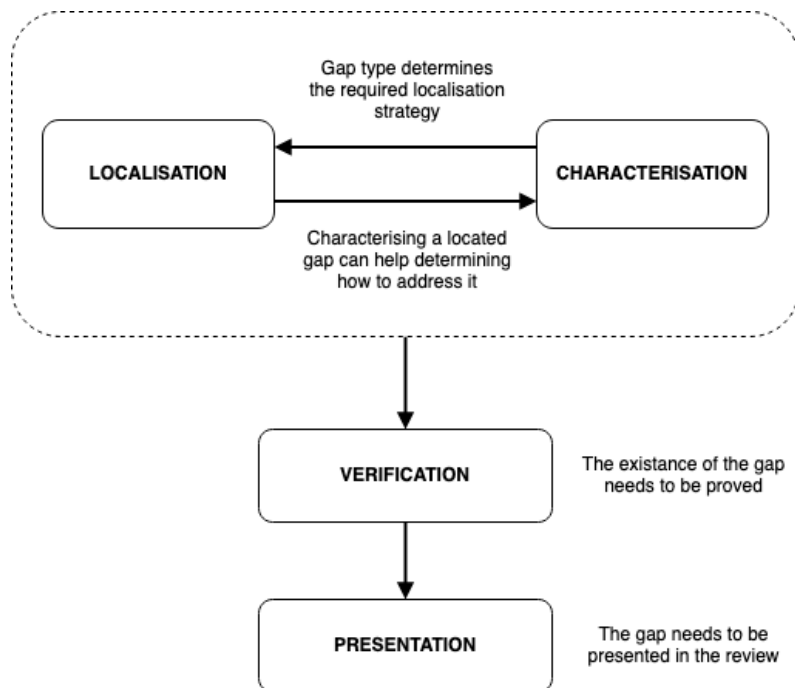 Gap type determines
the required localisation
strategy
LOCALISATION
CHARACTERISATION
Characterising a located
gap can help determining
how to address it
VERIFICATION
The existance of the gap
needs to be proved
PRESENTATION
The gap needs to be
presented in the review